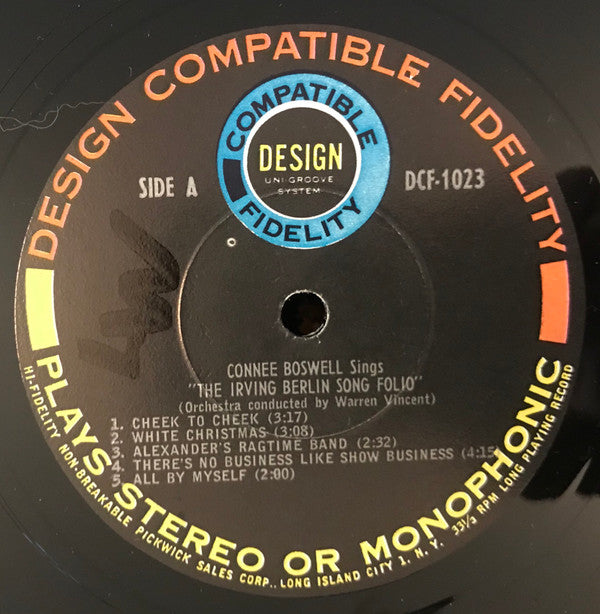 DESIGN COMPATIBLE FIDELITY
COMPATIBLE
DESIGN
UNI-GROOVE
SYSTEM
FIDELITY
SIDE A
DCF-1023
CONNEE BOSWELL Sings
"THE IRVING BERLIN SONG FOLIO"
(Orchestra conducted by Warren Vincent)
1. CHEEK TO CHEEK (3:17)
2. WHITE CHRISTMAS (3:08)
3. ALEXANDER'S RAGTIME BAND (2:32)
4. THERE'S NO BUSINESS LIKE SHOW BUSINESS (4:15)
5. ALL BY MYSELF (2:00)
PLAYS STEREO OR MONOPHONIC
HI-FIDELITY NON-BREAKABLE PICKWICK SALES CORP., LONG ISLAND CITY 1, N. Y. 33⅓ RPM LONG PLAYING RECORD